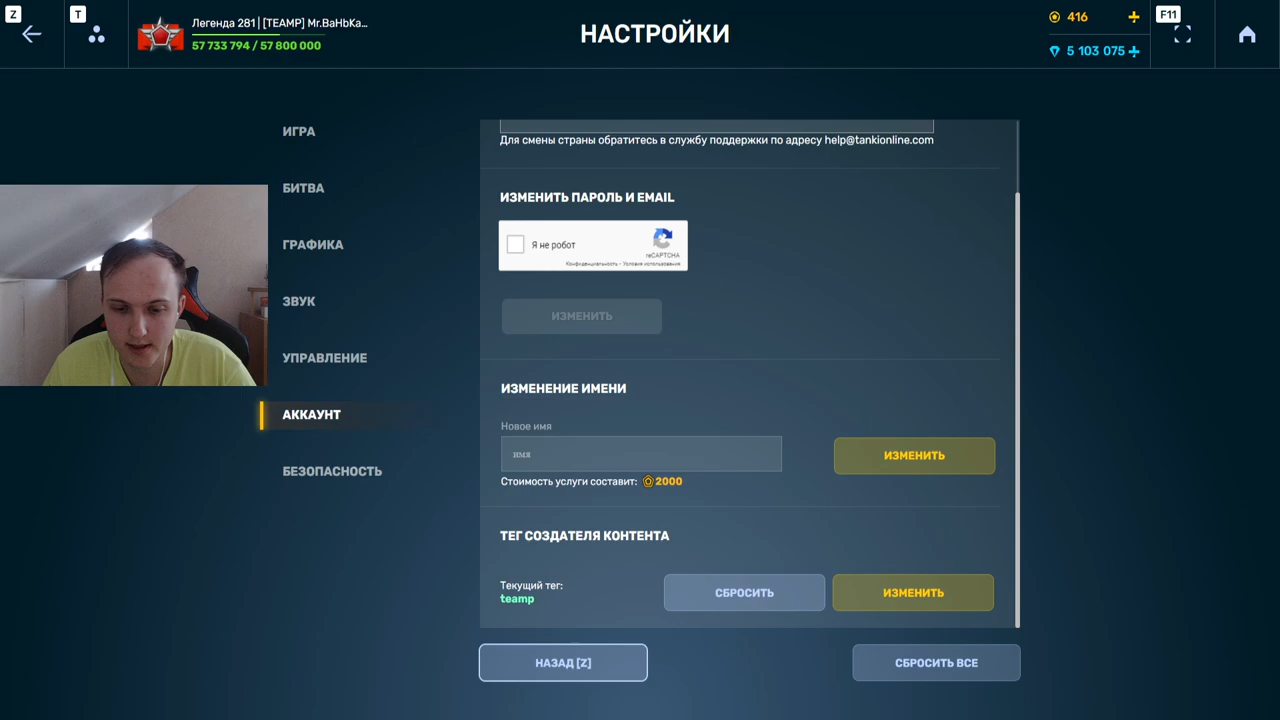 Z
T
Легенда 281 | [TEAMP] Mr.BaHbKa...
57 733 794 / 57 800 000
НАСТРОЙКИ
416
F11
5 103 075
ИГРА
БИТВА
ГРАФИКА
ЗВУК
УПРАВЛЕНИЕ
АККАУНТ
БЕЗОПАСНОСТЬ
Для смены страны обратитесь в службу поддержки по адресу help@tankionline.com
ИЗМЕНИТЬ ПАРОЛЬ И EMAIL
Я не робот
reCAPTCHA
Конфиденциальность - Условия использования
ИЗМЕНИТЬ
ИЗМЕНЕНИЕ ИМЕНИ
Новое имя
имя
ИЗМЕНИТЬ
Стоимость услуги составит: 2000
ТЕГ СОЗДАТЕЛЯ КОНТЕНТА
Текущий тег:
teamp
СБРОСИТЬ
ИЗМЕНИТЬ
НАЗАД [Z]
СБРОСИТЬ ВСЕ